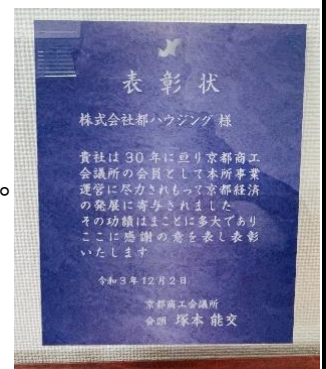 表彰状
株式会社都ハウジング 様
貴社は30年に亘り京都商工
会議所の会員として本所事業
運営に尽力されもって京都経済
の発展に寄与されました
その功績はまことに多大であり
ここに感謝の意を表し表彰
いたします
令和3年12月2日
京都商工会議所
会頭 塚本 能交
。